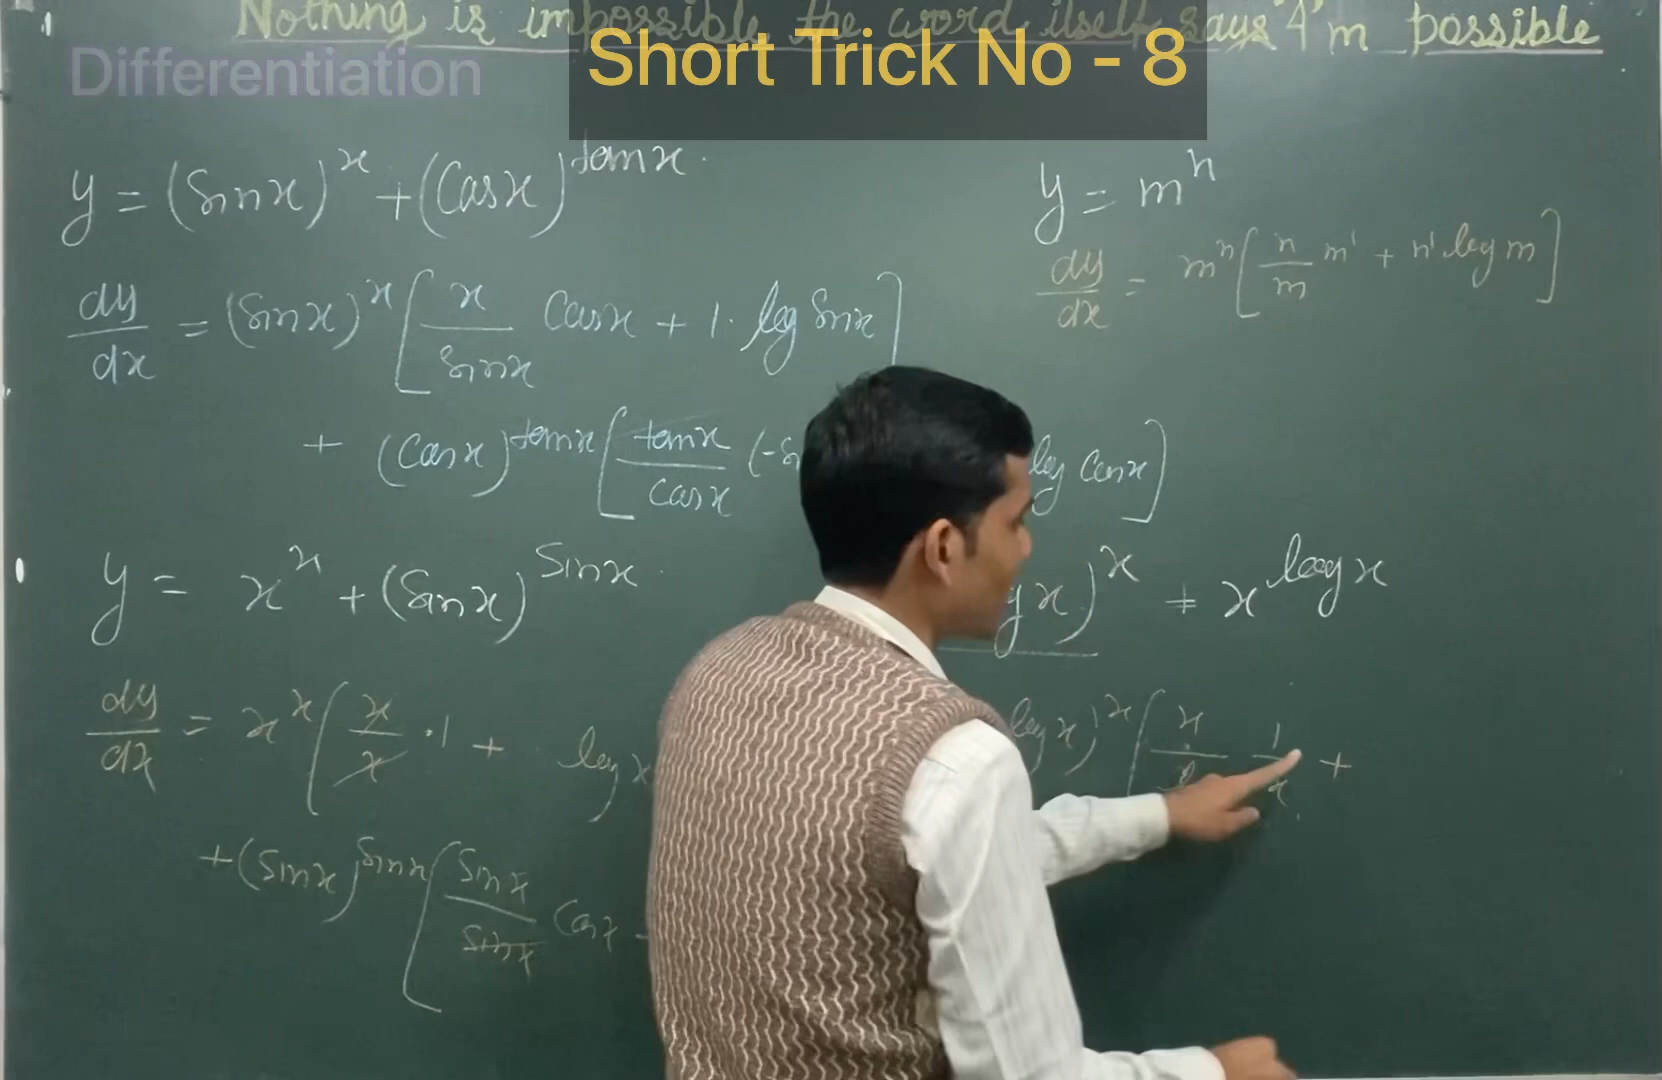 Nothing is impossible the word itself says 'I'm possible
Differentiation
Short Trick No - 8
y = (Sinx)^x + (Cosx)^tanx
dy/dx = (Sinx)^x [x/sinx Cosx + 1. log Sinx]
+ (Cosx)^tanx [tanx/cosx (-s log Cosx]
y = x^x + (Sinx)^Sinx
dy/dx = x^x (x/x .1 + log x
+ (Sinx)^Sinx (Sinx/Sinx Cosx
y = m^n
dy/dx = m^n [n/m m' + n' log m]
g x)^x + x^logx
log x)^x (x/ 1/x +